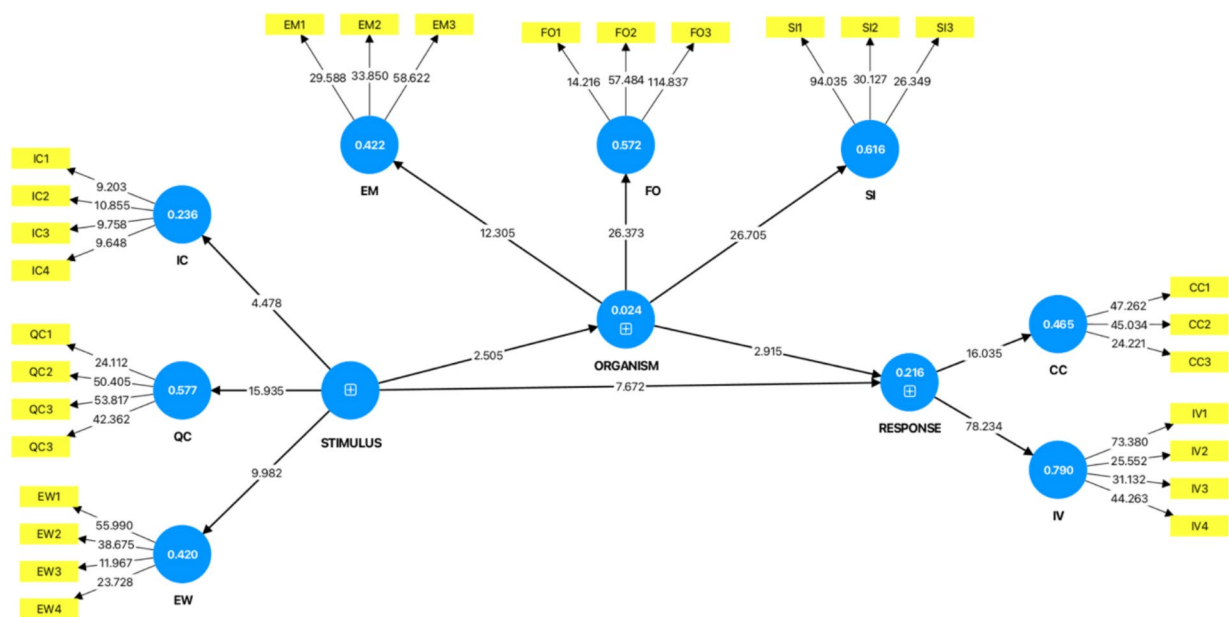 EM1
EM2
EM3
29.588
33.850
58.622
0.422
EM
FO1
FO2
FO3
14.216
57.484
114.837
0.572
FO
SI1
SI2
SI3
94.035
30.127
26.349
0.616
SI
IC1
IC2
IC3
IC4
9.203
10.855
9.758
9.648
0.236
IC
12.305
26.373
26.705
4.478
0.024
ORGANISM
2.505
2.915
7.672
QC1
QC2
QC3
QC3
24.112
50.405
53.817
42.362
0.577
QC
15.935
STIMULUS
9.982
0.216
RESPONSE
16.035
78.234
0.465
CC
47.262
45.034
24.221
CC1
CC2
CC3
0.790
IV
73.380
25.552
31.132
44.263
IV1
IV2
IV3
IV4
EW1
EW2
EW3
EW4
55.990
38.675
11.967
23.728
0.420
EW